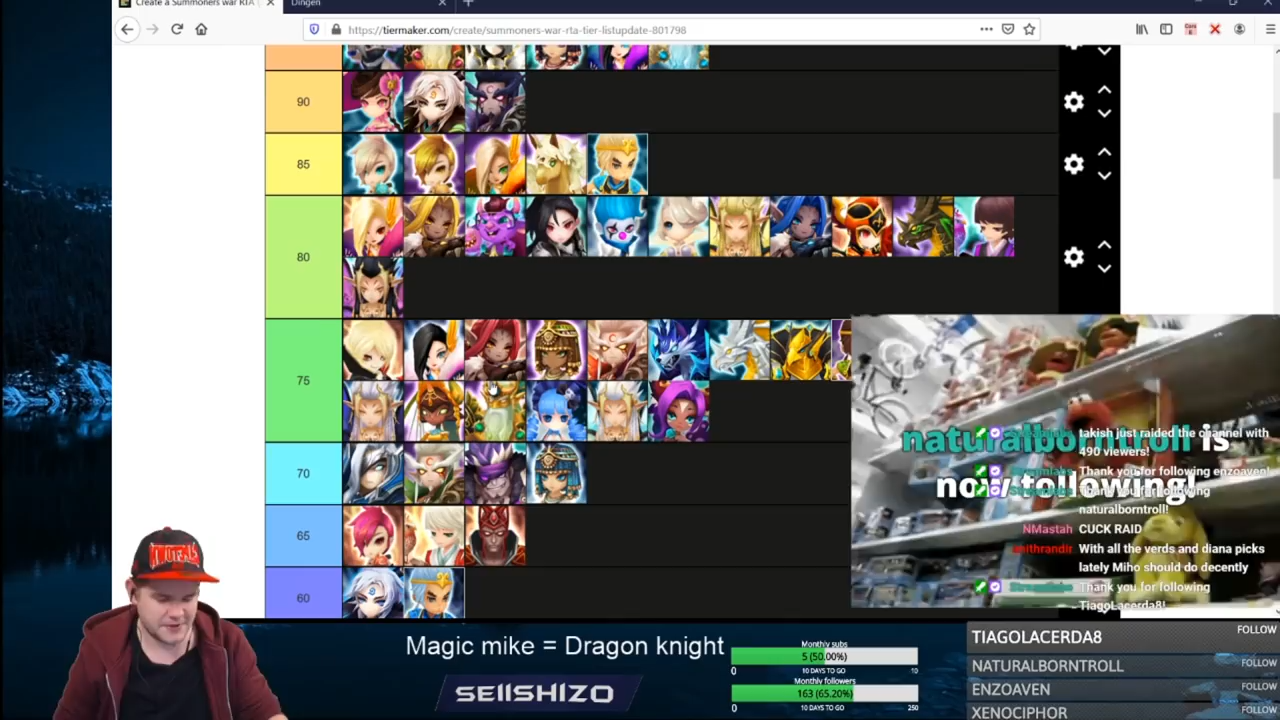 Create a Summoners war RTA
Dingen
https://tiermaker.com/create/summoners-war-rta-tier-listupdate-801798
90
85
80
75
70
65
60
naturalborntroll is
now following!
takish just raided the channel with
490 viewers!
Thank you for following enzoaven!
Thank you for following
naturalborntroll!
NMastah CUCK RAID
With all the verds and diana picks
lately Miho should do decently
Thank you for following
TiagoLacerda8!
Magic mike = Dragon knight
SEllSHIZO
Monthly subs
5 (50.00%)
0 10 DAYS TO GO 10
Monthly followers
163 (65.20%)
0 10 DAYS TO GO 250
TIAGOLACERDA8 FOLLOW
NATURALBORNTROLL FOLLOW
ENZOAVEN FOLLOW
XENOCIPHOR FOLLOW